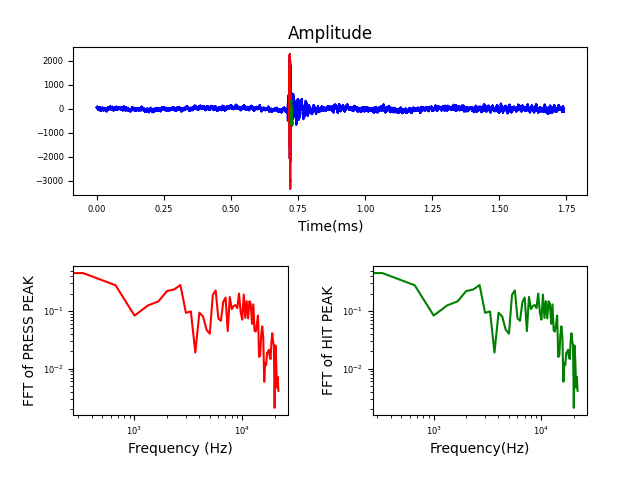 Amplitude
2000
1000
0
−1000
−2000
−3000
0.00 0.25 0.50 0.75 1.00 1.25 1.50 1.75
Time(ms)
FFT of PRESS PEAK
10⁻¹
10⁻²
10³ 10⁴
Frequency (Hz)
FFT of HIT PEAK
10⁻¹
10⁻²
10³ 10⁴
Frequency(Hz)